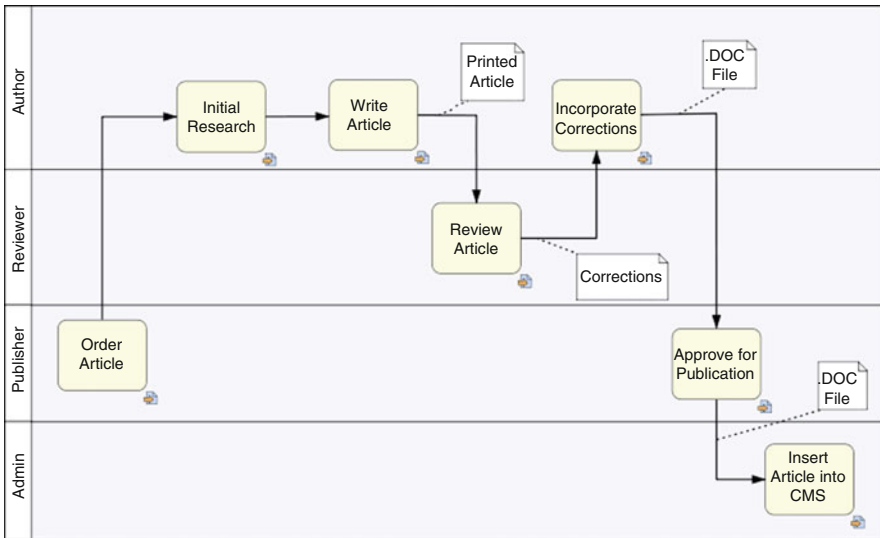 Author
Initial
Research
Write
Article
Printed
Article
Incorporate
Corrections
.DOC
File
Reviewer
Review
Article
Corrections
Publisher
Order
Article
Approve for
Publication
.DOC
File
Admin
Insert
Article into
CMS